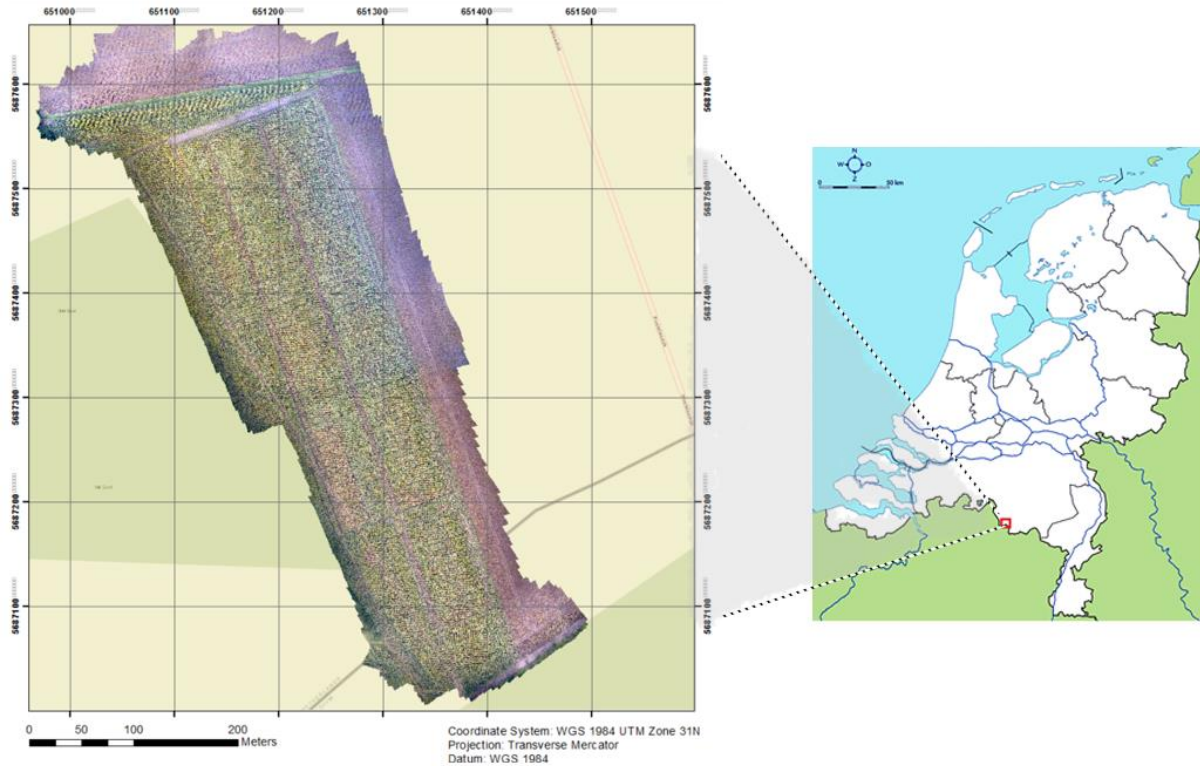 651000 651100 651200 651300 651400 651500
5687600 5687600
5687500 5687500
5687400 5687400
5687300 5687300
5687200 5687200
5687100 5687100
0 50 100 200
Meters
Coordinate System: WGS 1984 UTM Zone 31N
Projection: Transverse Mercator
Datum: WGS 1984
N
W O
Z
0 50 km